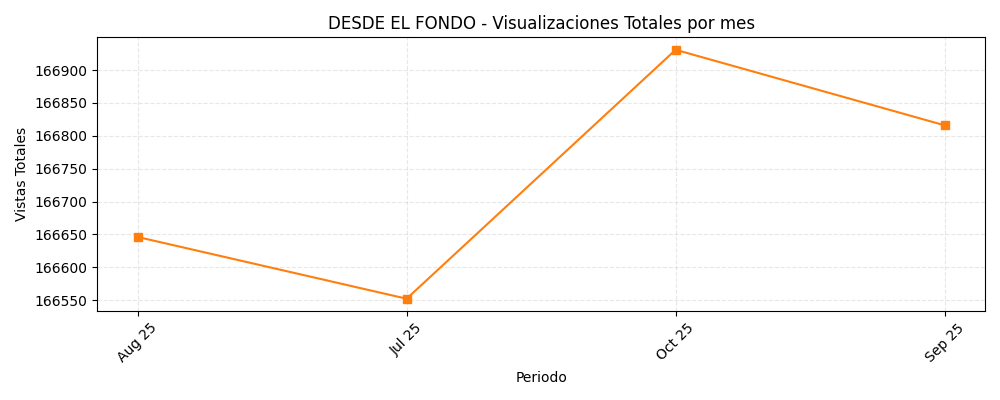 DESDE EL FONDO - Visualizaciones Totales por mes
Vistas Totales
166900
166850
166800
166750
166700
166650
166600
166550
Aug 25
Jul 25
Oct 25
Sep 25
Periodo